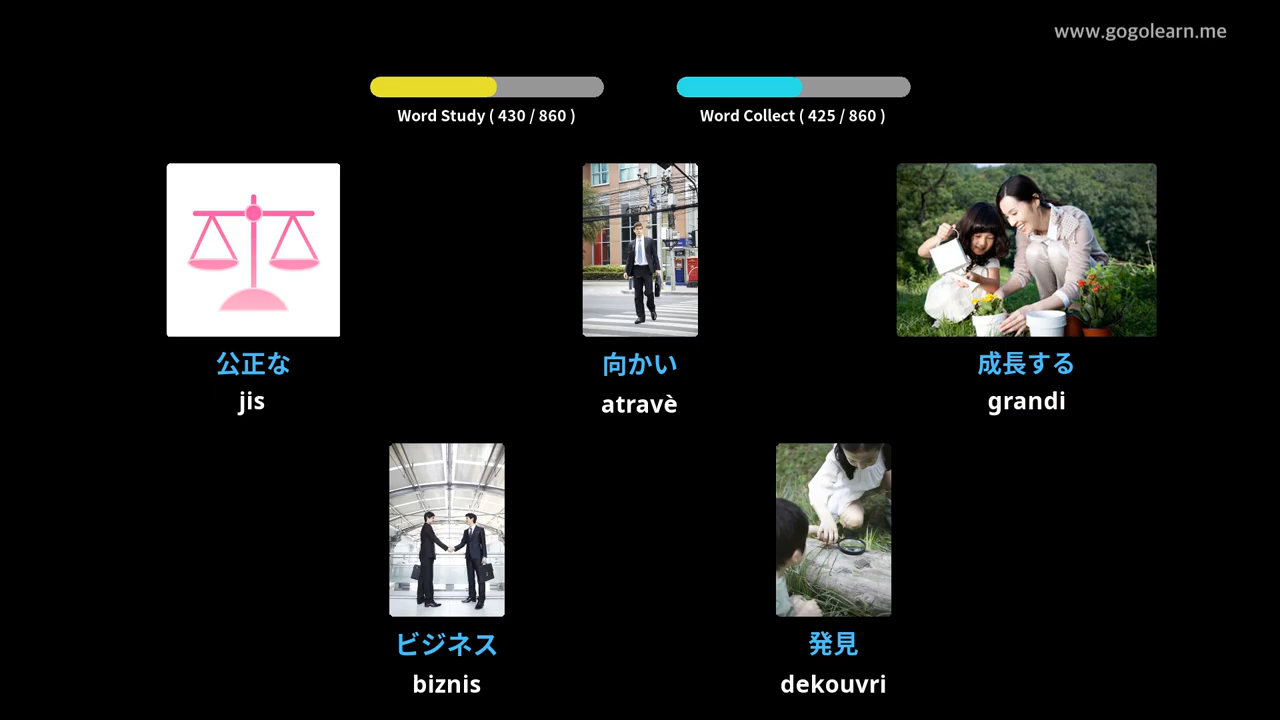 www.gogolearn.me
Word Study ( 430 / 860 )
Word Collect ( 425 / 860 )
公正な
jis
向かい
atravè
成長する
grandi
ビジネス
biznis
発見
dekouvri